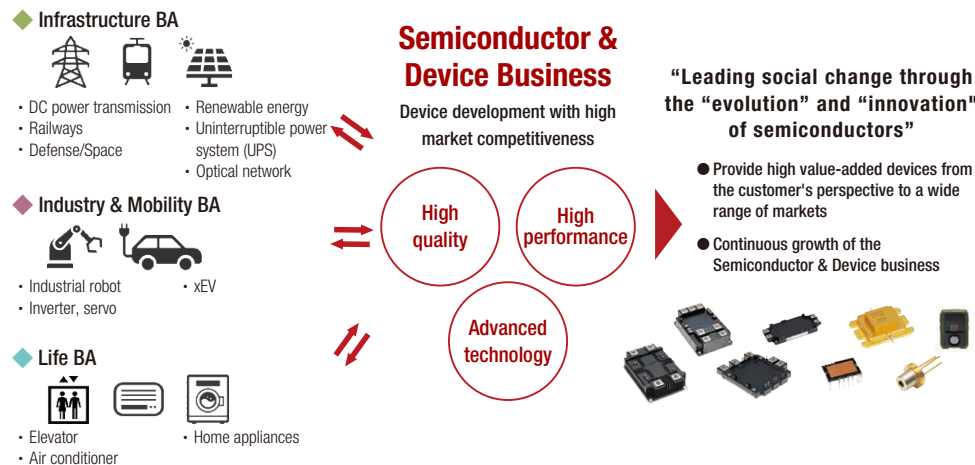 Infrastructure BA
・DC power transmission
・Railways
・Defense/Space
・Renewable energy
・Uninterruptible power
system (UPS)
・Optical network
Industry & Mobility BA
・Industrial robot
・Inverter, servo
・xEV
Life BA
・Elevator
・Air conditioner
・Home appliances
Semiconductor &
Device Business
Device development with high
market competitiveness
High
quality
High
performance
Advanced
technology
“Leading social change through
the “evolution” and “innovation"
of semiconductors”
● Provide high value-added devices from
the customer's perspective to a wide
range of markets
● Continuous growth of the
Semiconductor & Device business